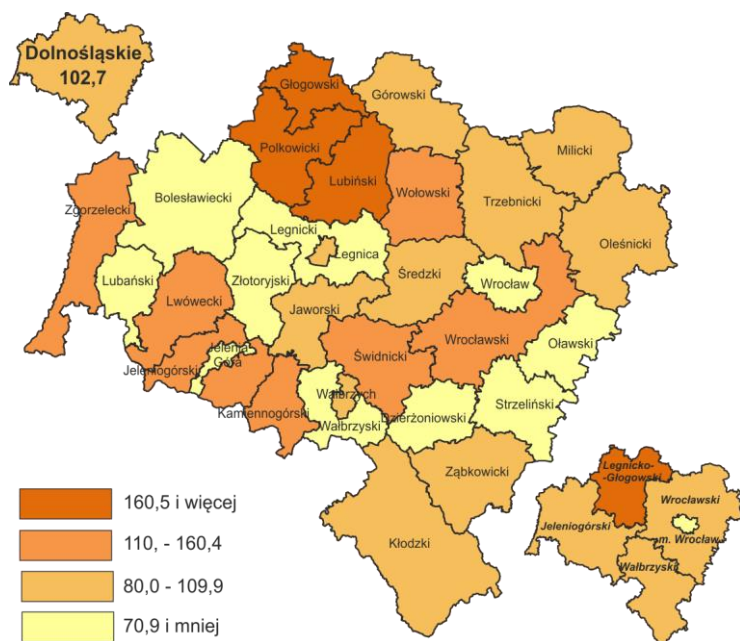 Dolnośląskie
102,7
Głogowski
Górowski
Polkowicki
Lubiński
Milicki
Wołowski
Trzebnicki
Zgorzelecki
Bolesławiecki
Legnicki
Legnica
Oleśnicki
Lubański
Złotoryjski
Średzki
Wrocław
Lwówecki
Jaworski
Wrocławski
Oławski
Jelenia
Góra
Jeleniogórski
Świdnicki
Kamiennogórski
Wałbrzych
Wałbrzyski
Dzierżoniowski
Strzeliński
Ząbkowicki
Kłodzki
Legnicko-
-Głogowski
Wrocławski
Jeleniogórski
m. Wrocław
Wałbrzyski
160,5 i więcej
110, - 160,4
80,0 - 109,9
70,9 i mniej